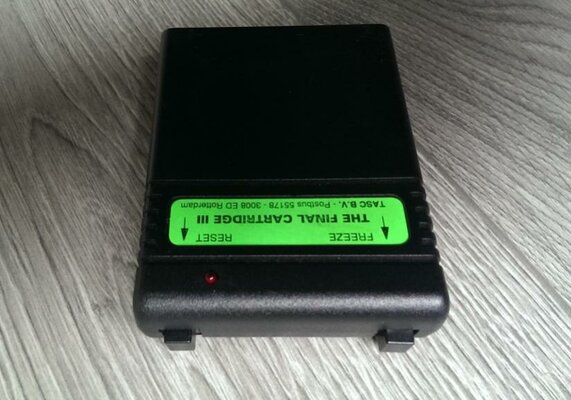 FREEZE RESET
THE FINAL CARTRIDGE III
TASC B.V. - Postbus 55178 - 3008 ED Rotterdam